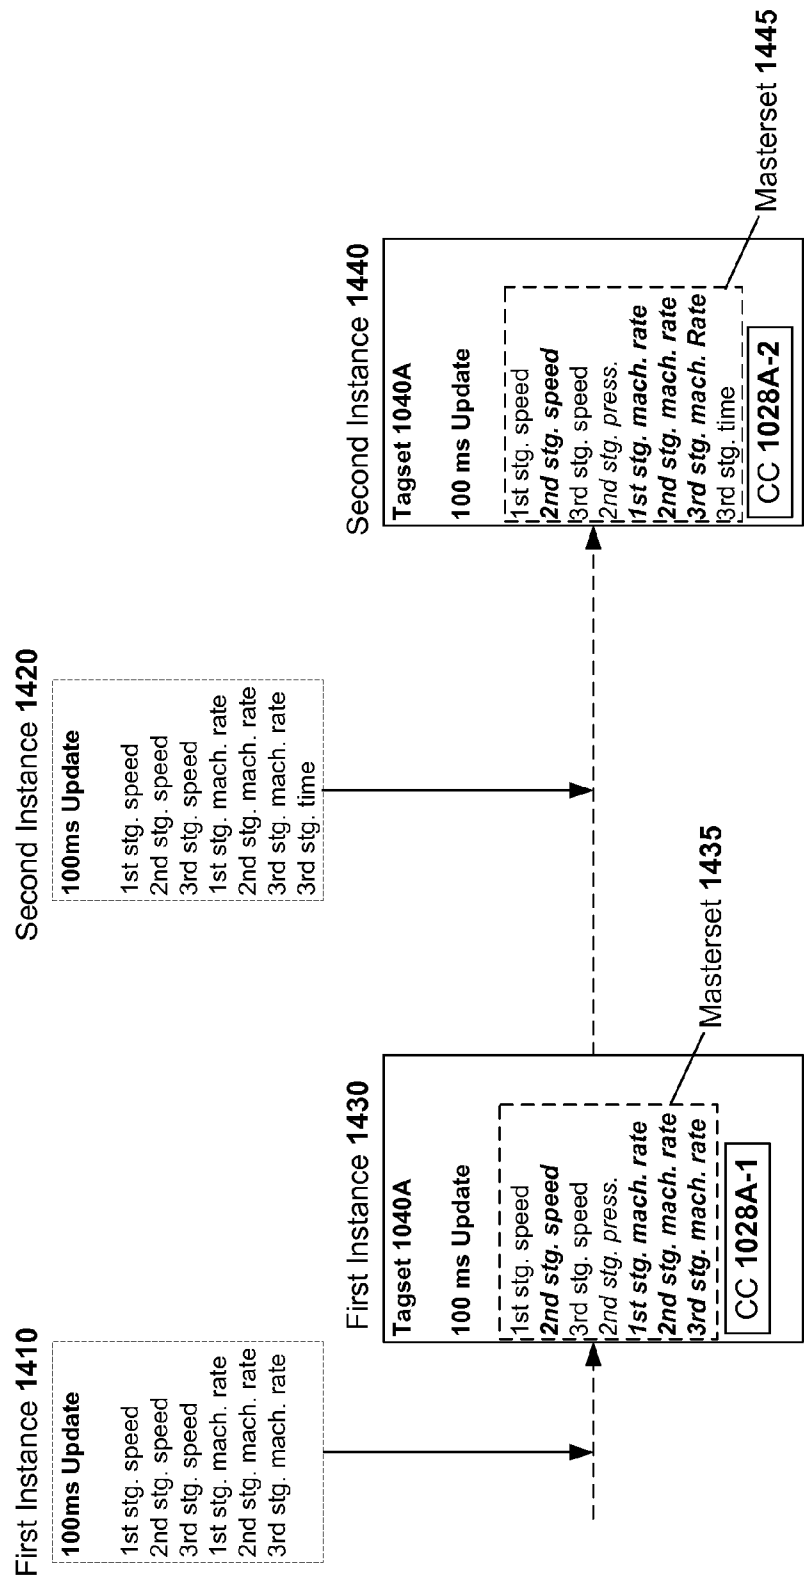 First Instance 1410
100ms Update
1st stg. speed
2nd stg. speed
3rd stg. speed
1st stg. mach. rate
2nd stg. mach. rate
3rd stg. mach. rate
Second Instance 1420
100ms Update
1st stg. speed
2nd stg. speed
3rd stg. speed
1st stg. mach. rate
2nd stg. mach. rate
3rd stg. mach. rate
3rd stg. time
First Instance 1430
Tagset 1040A
100 ms Update
1st stg. speed
2nd stg. speed
3rd stg. speed
2nd stg. press.
1st stg. mach. rate
2nd stg. mach. rate
3rd stg. mach. rate
CC 1028A-1
Masterset 1435
Second Instance 1440
Tagset 1040A
100 ms Update
1st stg. speed
2nd stg. speed
3rd stg. speed
2nd stg. press.
1st stg. mach. rate
2nd stg. mach. rate
3rd stg. mach. Rate
3rd stg. time
CC 1028A-2
Masterset 1445